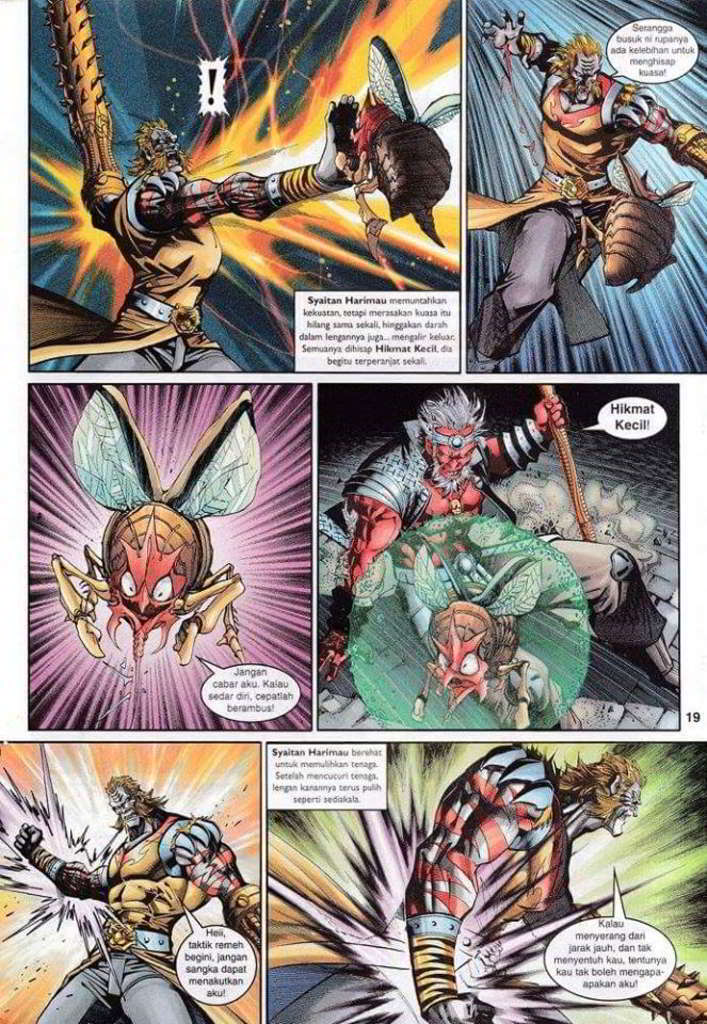 !
Serangga
busuk ni rupanya
ada kelebihan untuk
menghisap
kuasa!
Syaitan Harimau memuntahkan
kekuatan, tetapi merasakan kuasa itu
hilang sama sekali, hinggakan darah
dalam lengannya juga... mengalir keluar.
Semuanya dihisap Hikmat Kecil, dia
begitu terperanjat sekali.
Jangan
cabar aku. Kalau
sedar diri, cepatlah
berambus!
Hikmat
Kecil!
19
Heii,
taktik remeh
begini, jangan
sangka dapat
menakutkan
aku!
Syaitan Harimau berehat
untuk memulihkan tenaga.
Setelah mencucuri tenaga,
lengan kanannya terus pulih
seperti sediakala.
Kalau
menyerang dari
jarak jauh, dan tak
menyentuh kau, tentunya
kau tak boleh mengapa-
apakan aku!